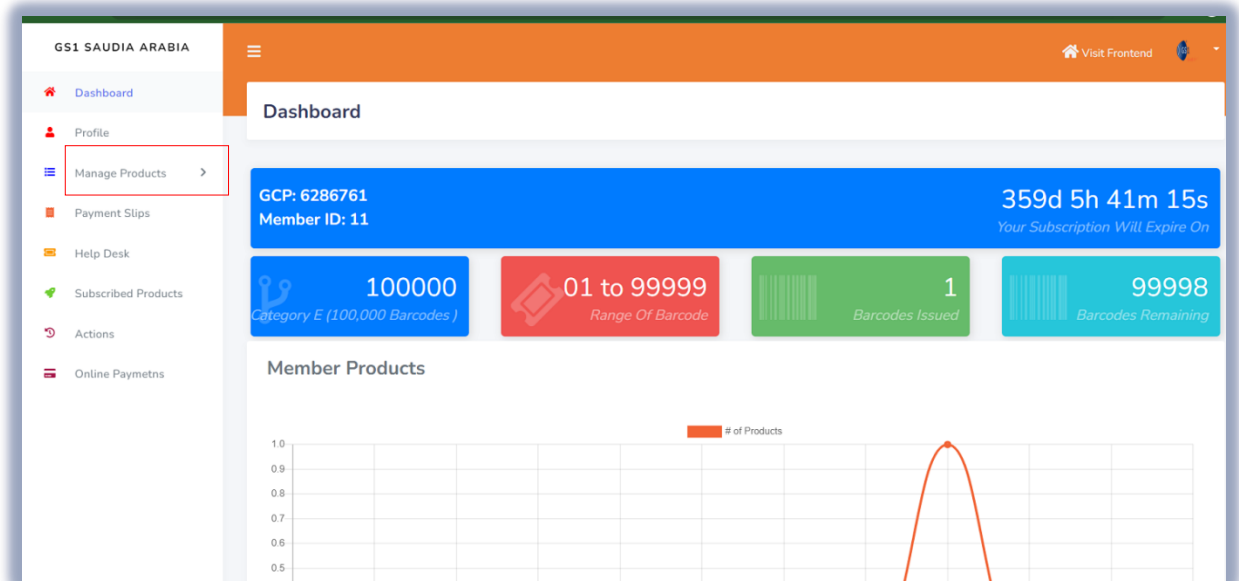 GS1 SAUDIA ARABIA
Visit Frontend
Dashboard
Profile
Manage Products
Payment Slips
Help Desk
Subscribed Products
Actions
Online Paymetns
Dashboard
GCP: 6286761
Member ID: 11
359d 5h 41m 15s
Your Subscription Will Expire On
100000
Category E (100,000 Barcodes )
01 to 99999
Range Of Barcode
1
Barcodes Issued
99998
Barcodes Remaining
Member Products
# of Products
1.0
0.9
0.8
0.7
0.6
0.5